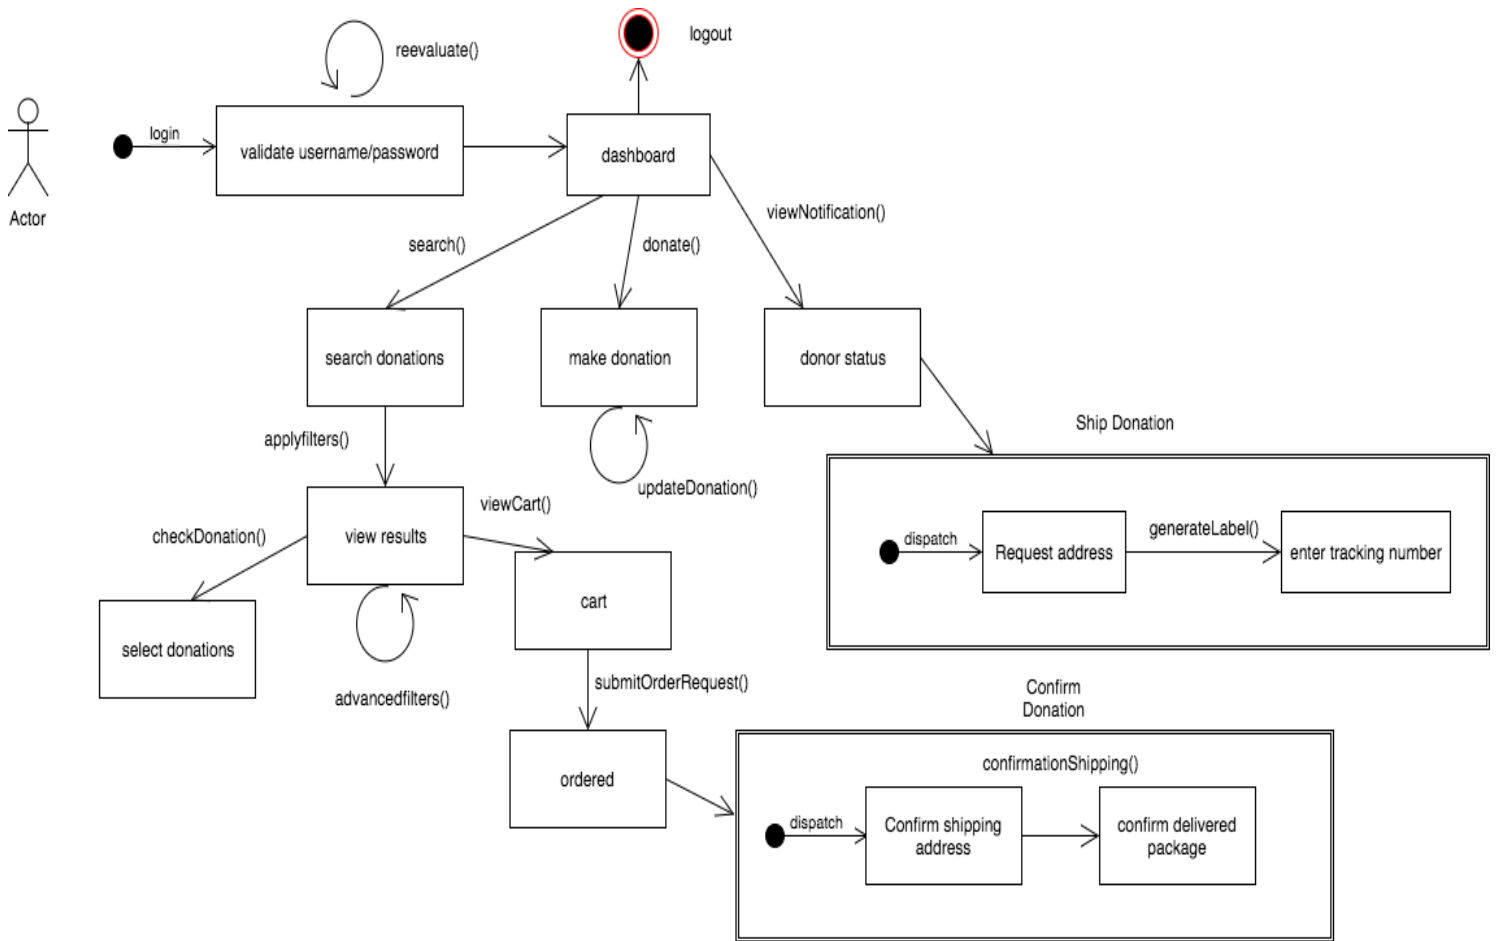 logout
reevaluate()
login
validate username/password
dashboard
Actor
viewNotification()
search()
donate()
search donations
make donation
donor status
applyfilters()
Ship Donation
updateDonation()
viewCart()
checkDonation()
view results
dispatch
Request address
generateLabel()
enter tracking number
cart
select donations
advancedfilters()
submitOrderRequest()
Confirm
Donation
ordered
confirmationShipping()
dispatch
Confirm shipping
address
confirm delivered
package